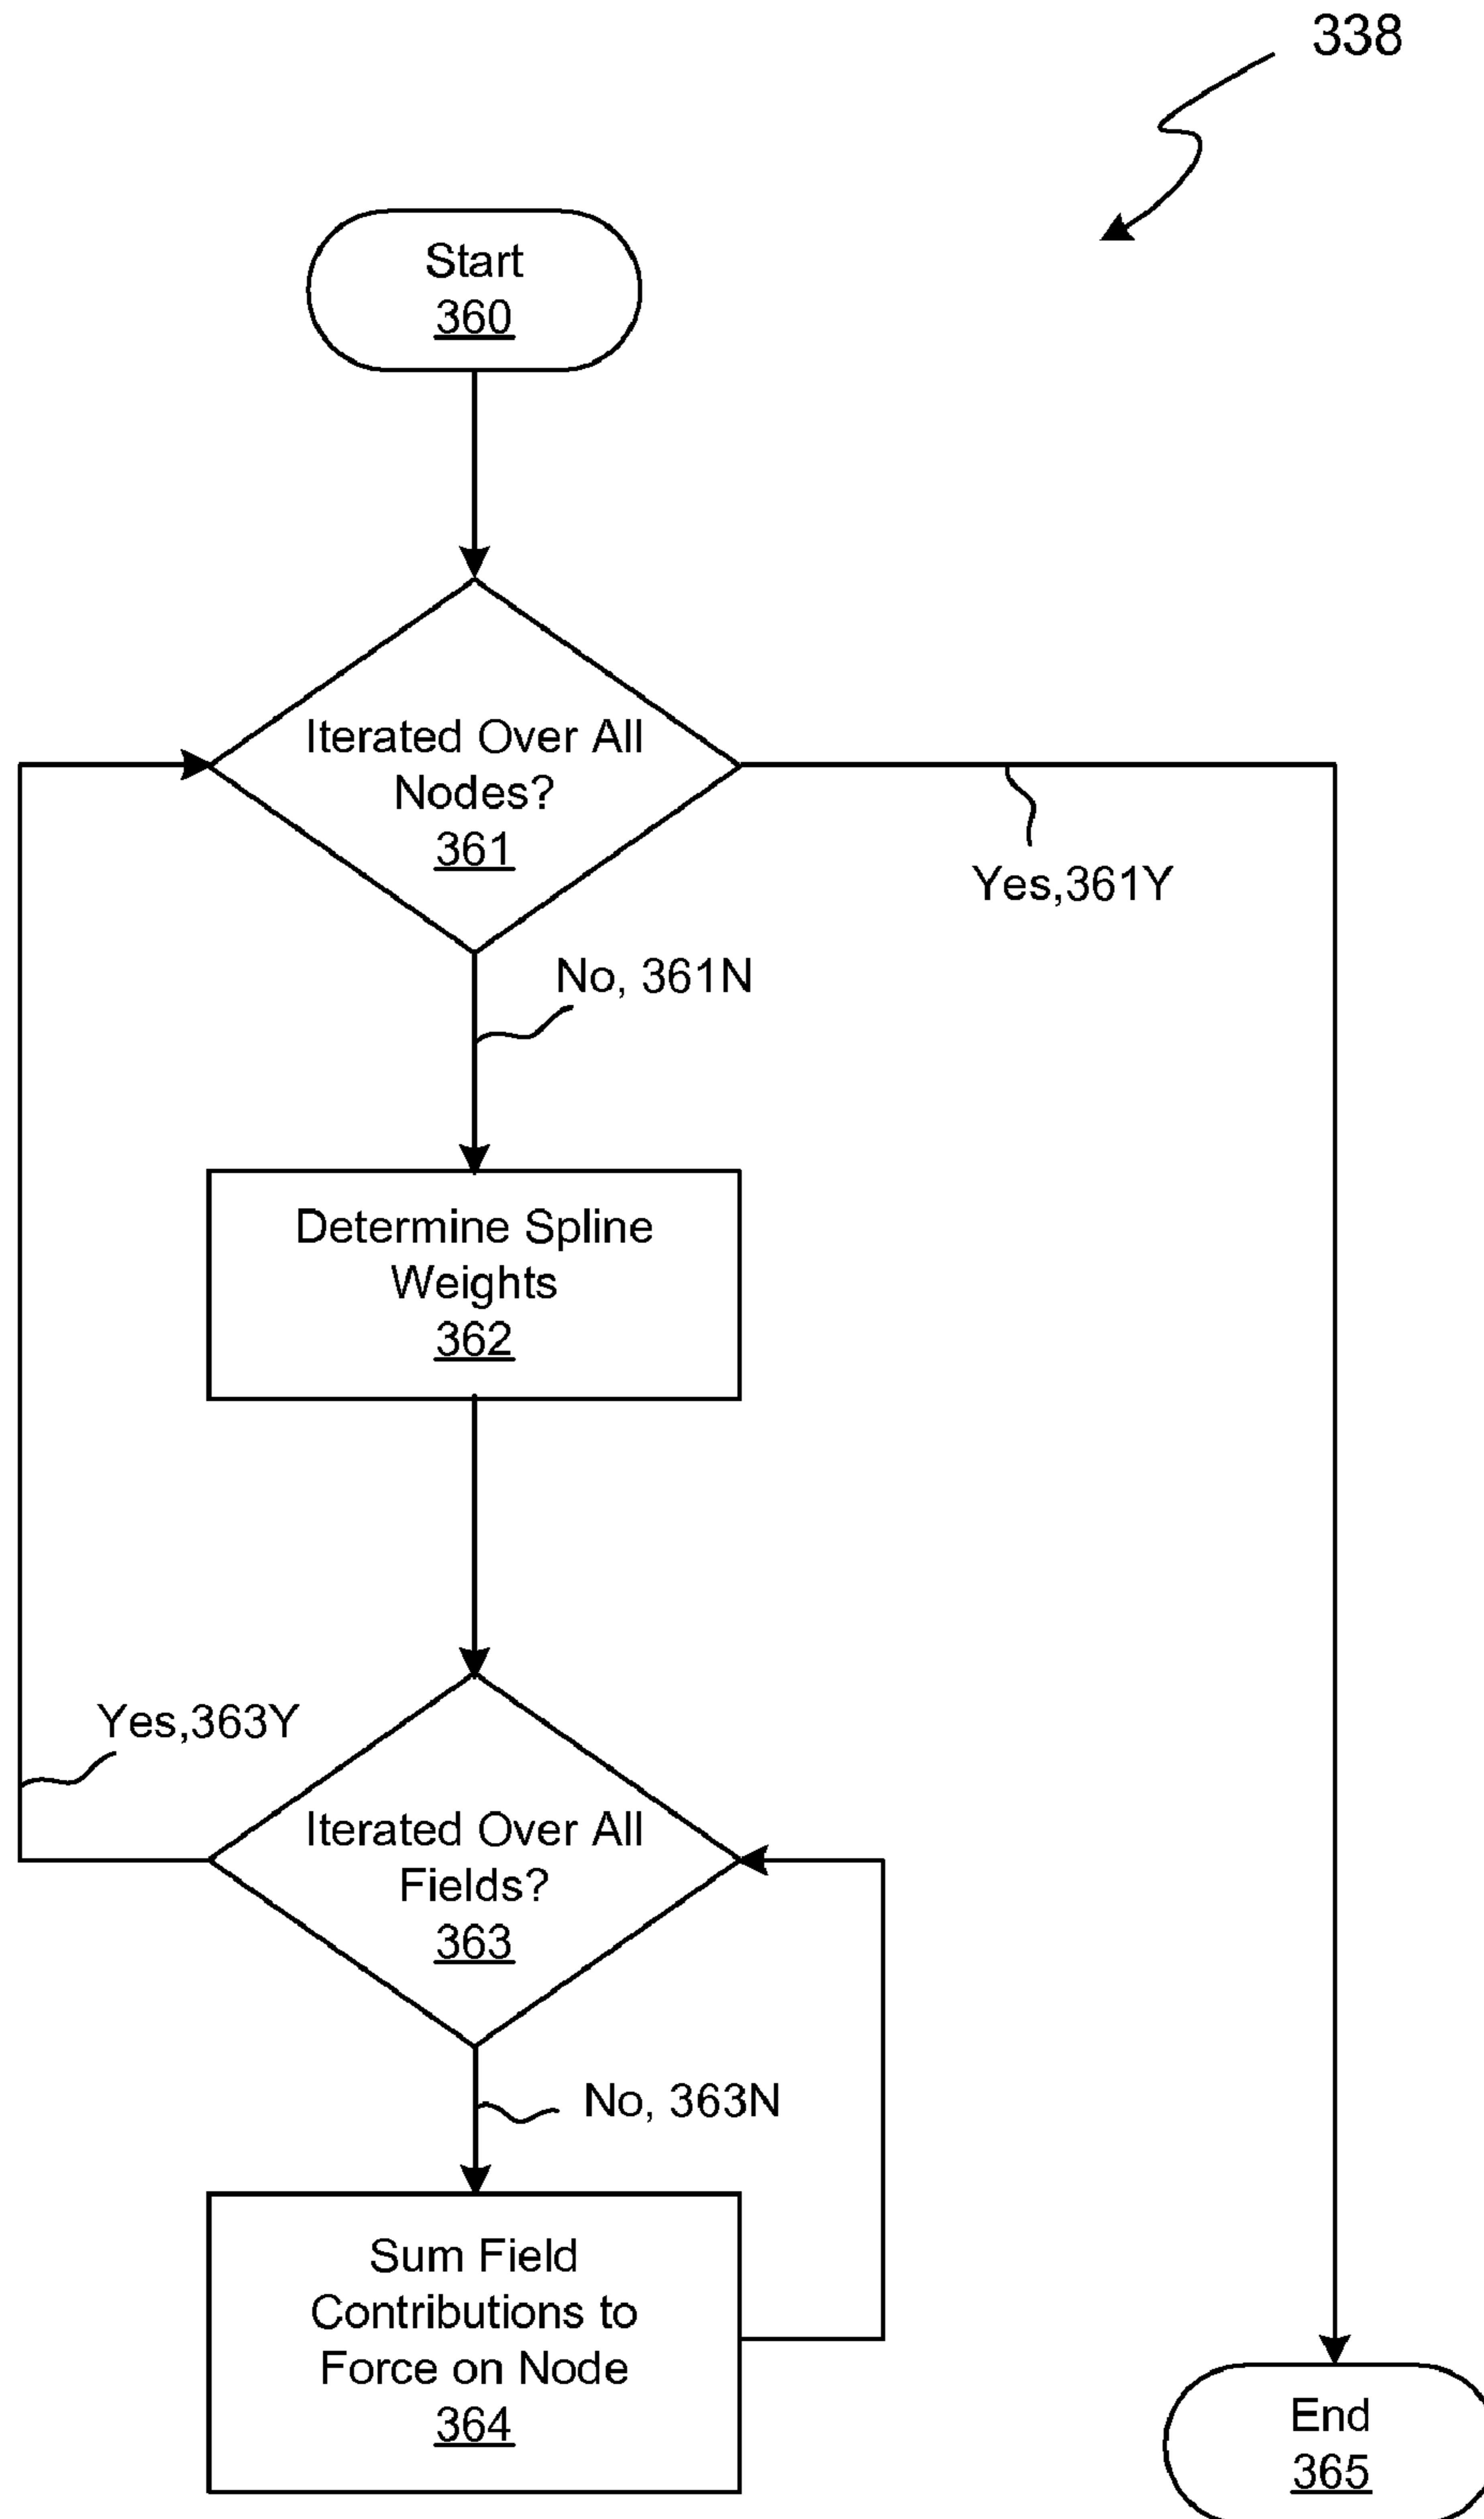 338
Start
360
Iterated Over All
Nodes?
361
Yes,361Y
No, 361N
Determine Spline
Weights
362
Yes,363Y
Iterated Over All
Fields?
363
No, 363N
Sum Field
Contributions to
Force on Node
364
End
365